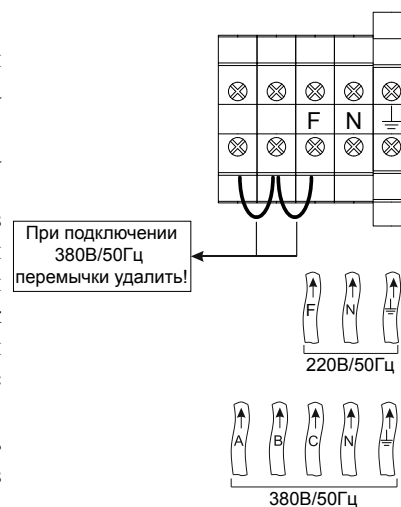 F N
При подключении
380В/50Гц
перемычки удалить!
F N
220В/50Гц
A B C N
380В/50Гц